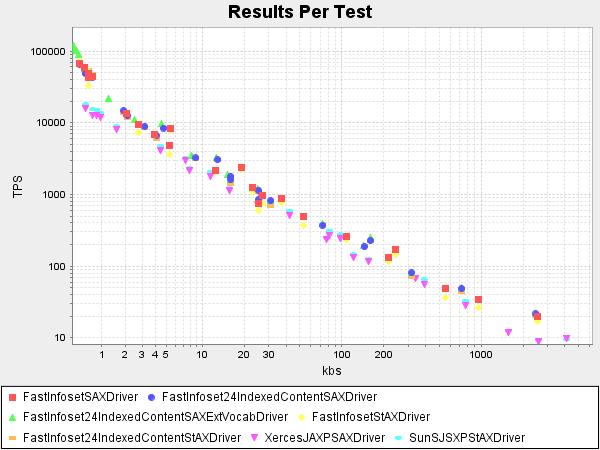 Results Per Test
100000
10000
1000
100
10
TPS
1 2 3 4 5 10 20 30 100 200 1000
kbs
FastInfosetSAXDriver FastInfoset24IndexedContentSAXDriver
FastInfoset24IndexedContentSAXExtVocabDriver FastInfosetStAXDriver
FastInfoset24IndexedContentStAXDriver XercesJAXPSAXDriver SunSJSXPStAXDriver